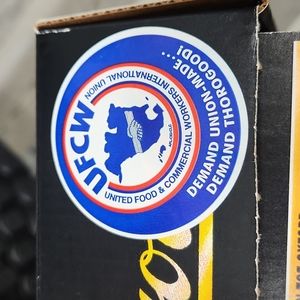 UFCW
UNITED FOOD & COMMERCIAL WORKERS INTERNATIONAL UNION
DEMAND UNION-MADE...
DEMAND THOROGOOD!